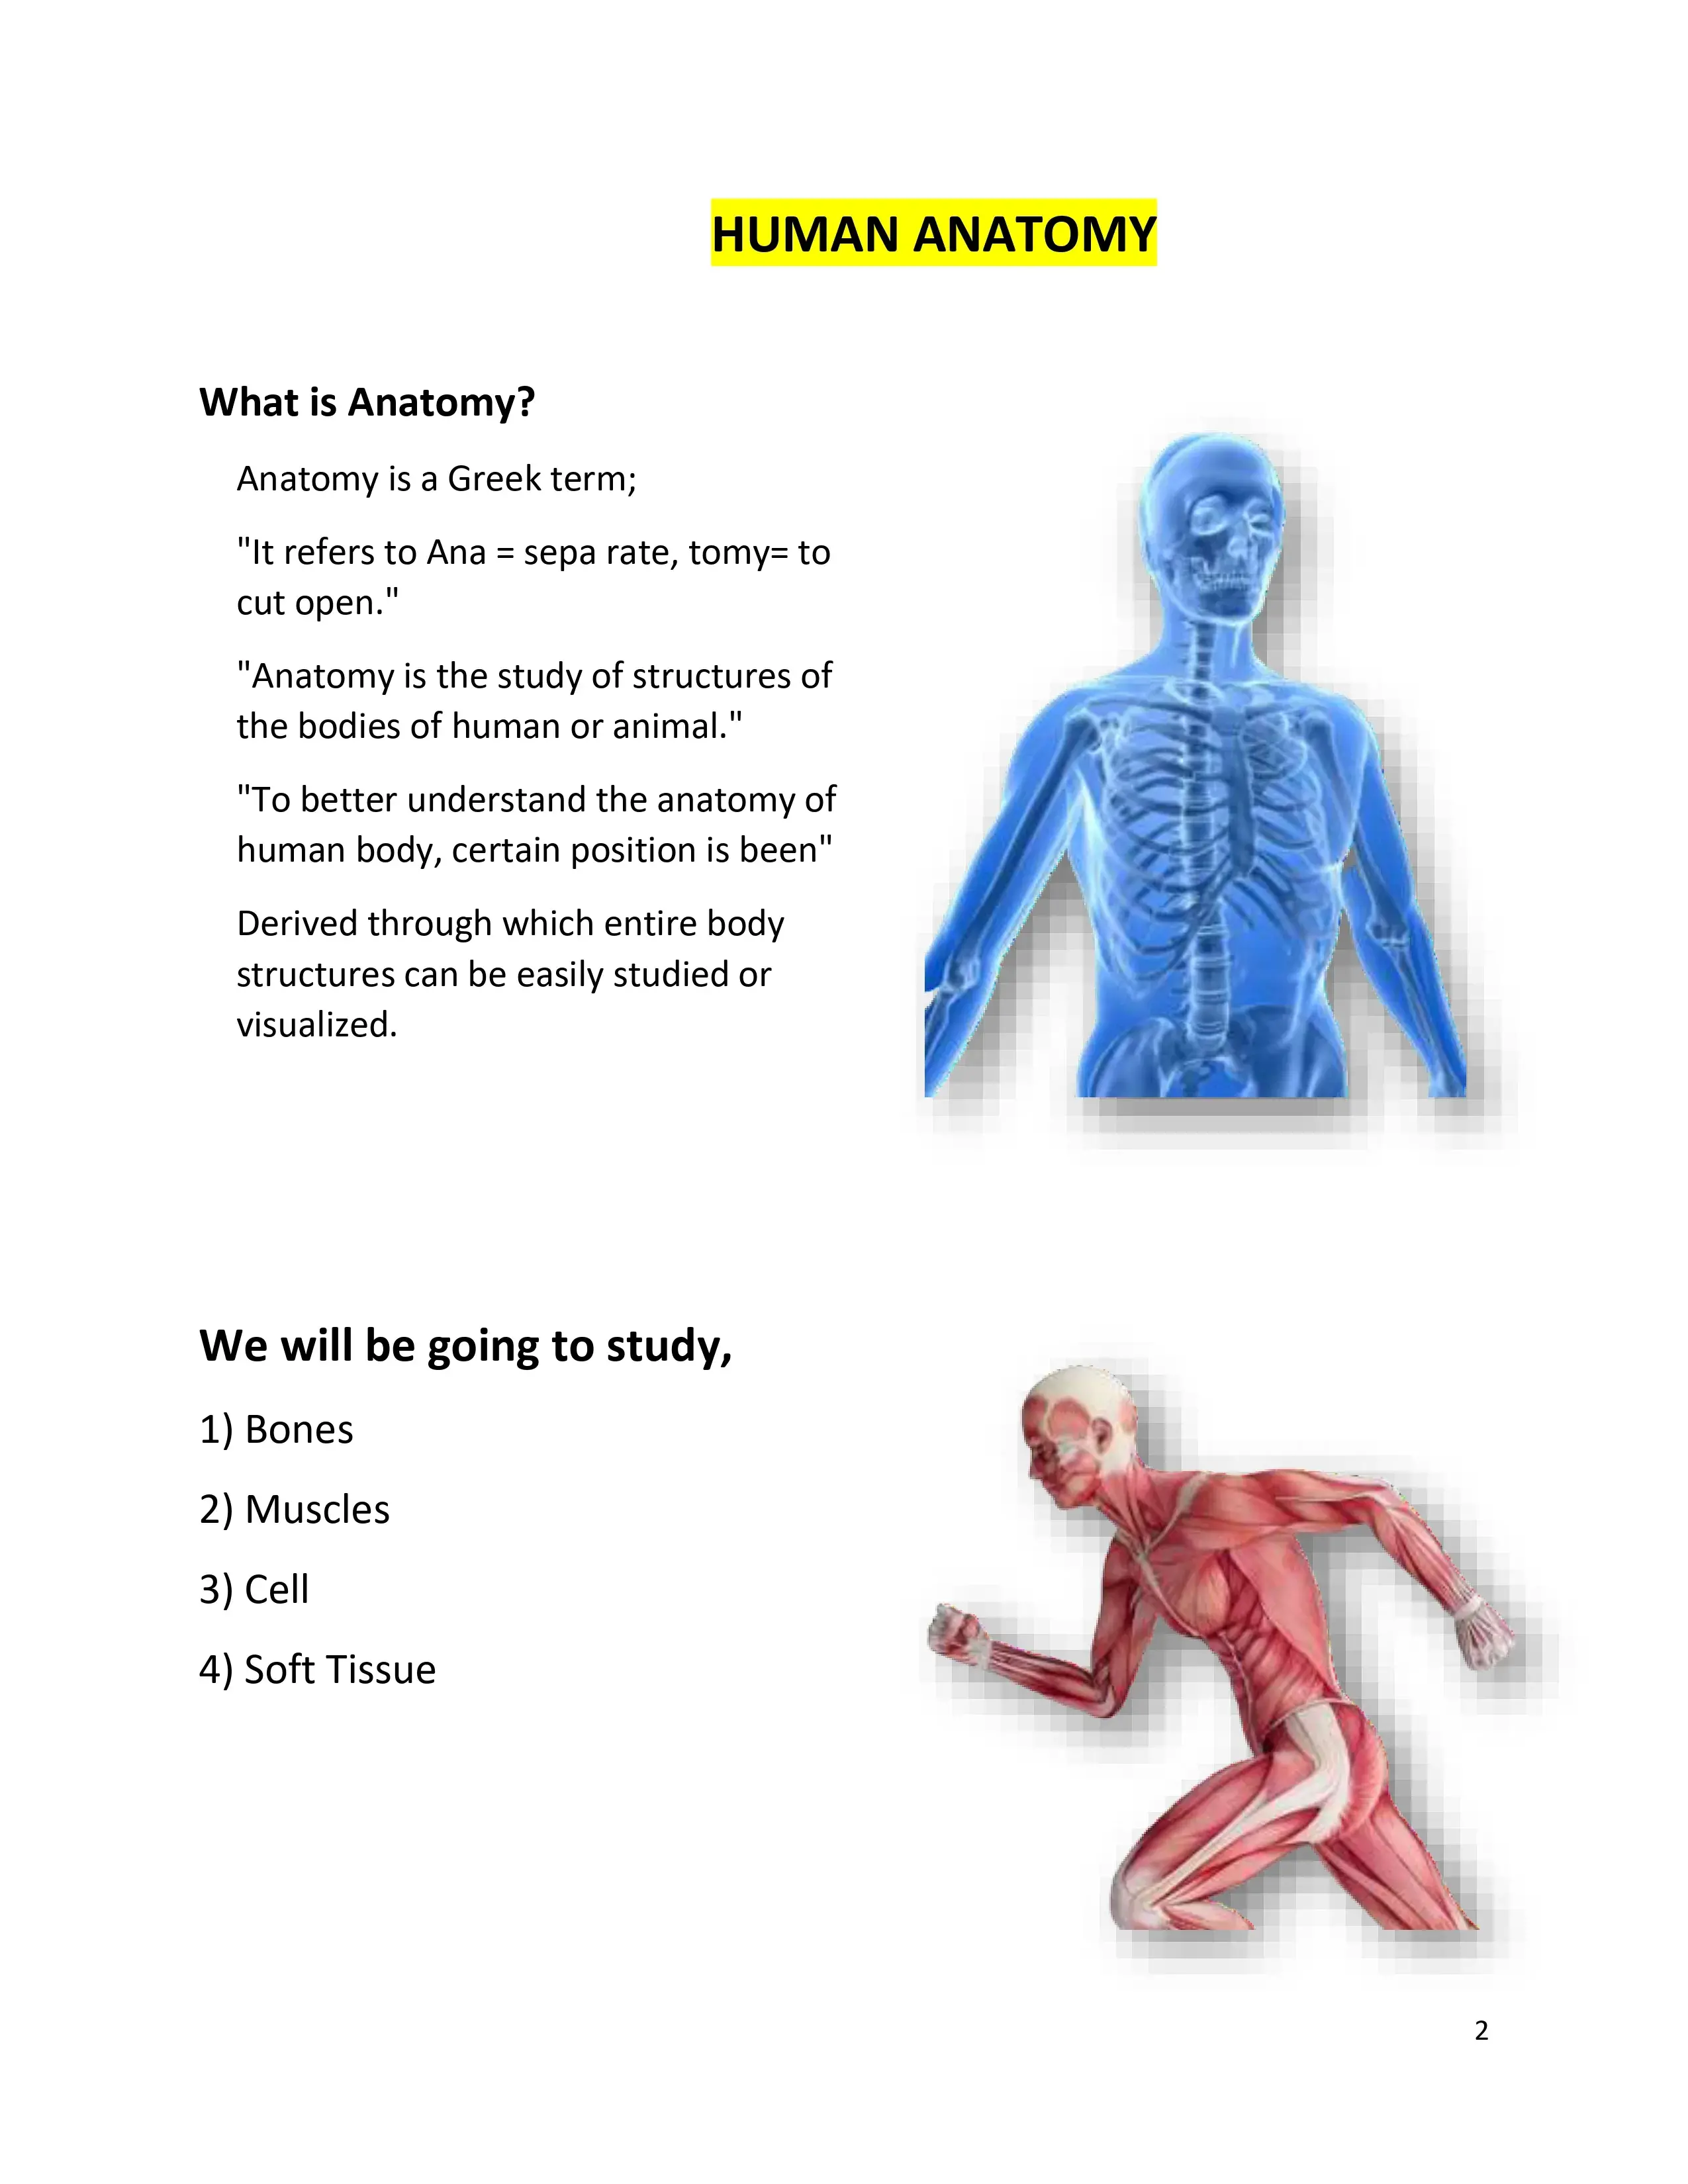 HUMAN ANATOMY
What is Anatomy?
Anatomy is a Greek term;
"It refers to Ana = sepa rate, tomy= to
cut open."
"Anatomy is the study of structures of
the bodies of human or animal."
"To better understand the anatomy of
human body, certain position is been"
Derived through which entire body
structures can be easily studied or
visualized.
We will be going to study,
1) Bones
2) Muscles
3) Cell
4) Soft Tissue
2